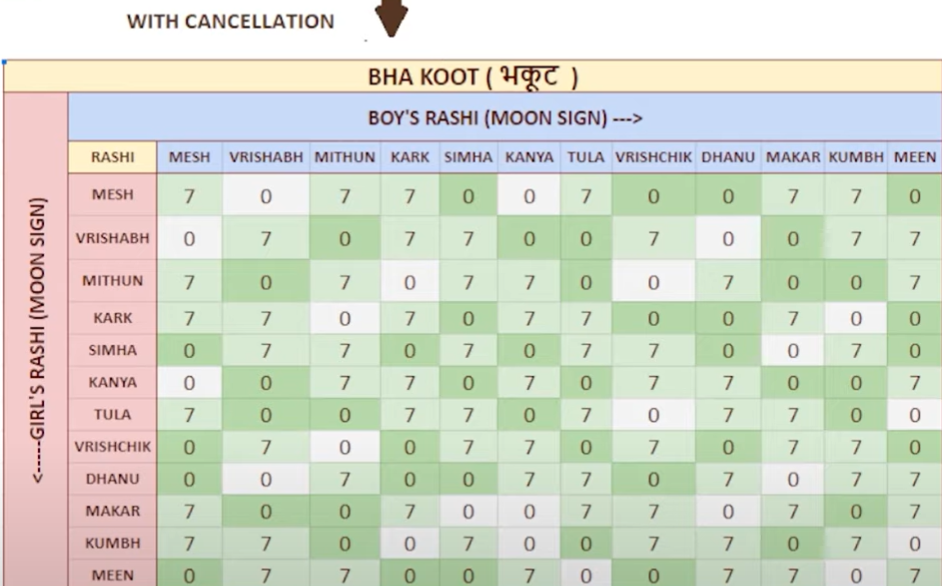 WITH CANCELLATION
BHA KOOT ( भकूट )
BOY'S RASHI (MOON SIGN) --->
<-----GIRL'S RASHI (MOON SIGN)
RASHI MESH VRISHABH MITHUN KARK SIMHA KANYA TULA VRISHCHIK DHANU MAKAR KUMBH MEEN
MESH 7 0 7 7 0 0 7 0 0 7 7 0
VRISHABH 0 7 0 7 7 0 0 7 0 0 7 7
MITHUN 7 0 7 0 7 7 0 0 7 0 0 7
KARK 7 7 0 7 0 7 7 0 0 7 0 0
SIMHA 0 7 7 0 7 0 7 7 0 0 7 0
KANYA 0 0 7 7 0 7 0 7 7 0 0 7
TULA 7 0 0 7 7 0 7 0 7 7 0 0
VRISHCHIK 0 7 0 0 7 7 0 7 0 7 7 0
DHANU 0 0 7 0 0 7 7 0 7 0 7 7
MAKAR 7 0 0 7 0 0 7 7 0 7 0 7
KUMBH 7 7 0 0 7 0 0 7 7 0 7 0
MEEN 0 7 7 0 0 7 0 0 7 7 0 7